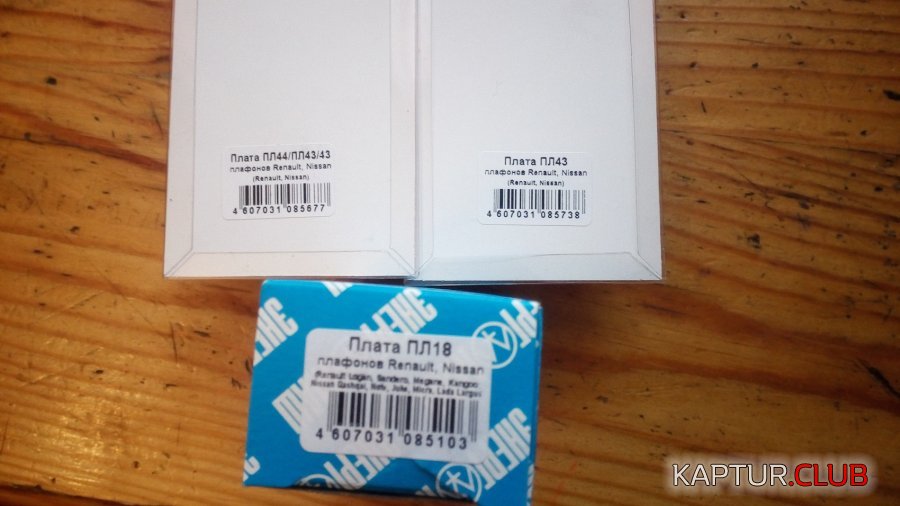 Плата ПЛ44/ПЛ43/43
плафонов Renault, Nissan
(Renault, Nissan)
4 607031 085677
Плата ПЛ43
плафонов Renault, Nissan
(Renault, Nissan)
4 607031 085738
Плата ПЛ18
плафонов Renault, Nissan
(Renault Logan, Sandero, Megane, Kangoo
Nissan Qashqai, Note, Juke, Micra, Lada Largus
4 607031 085103
KAPTUR.CLUB